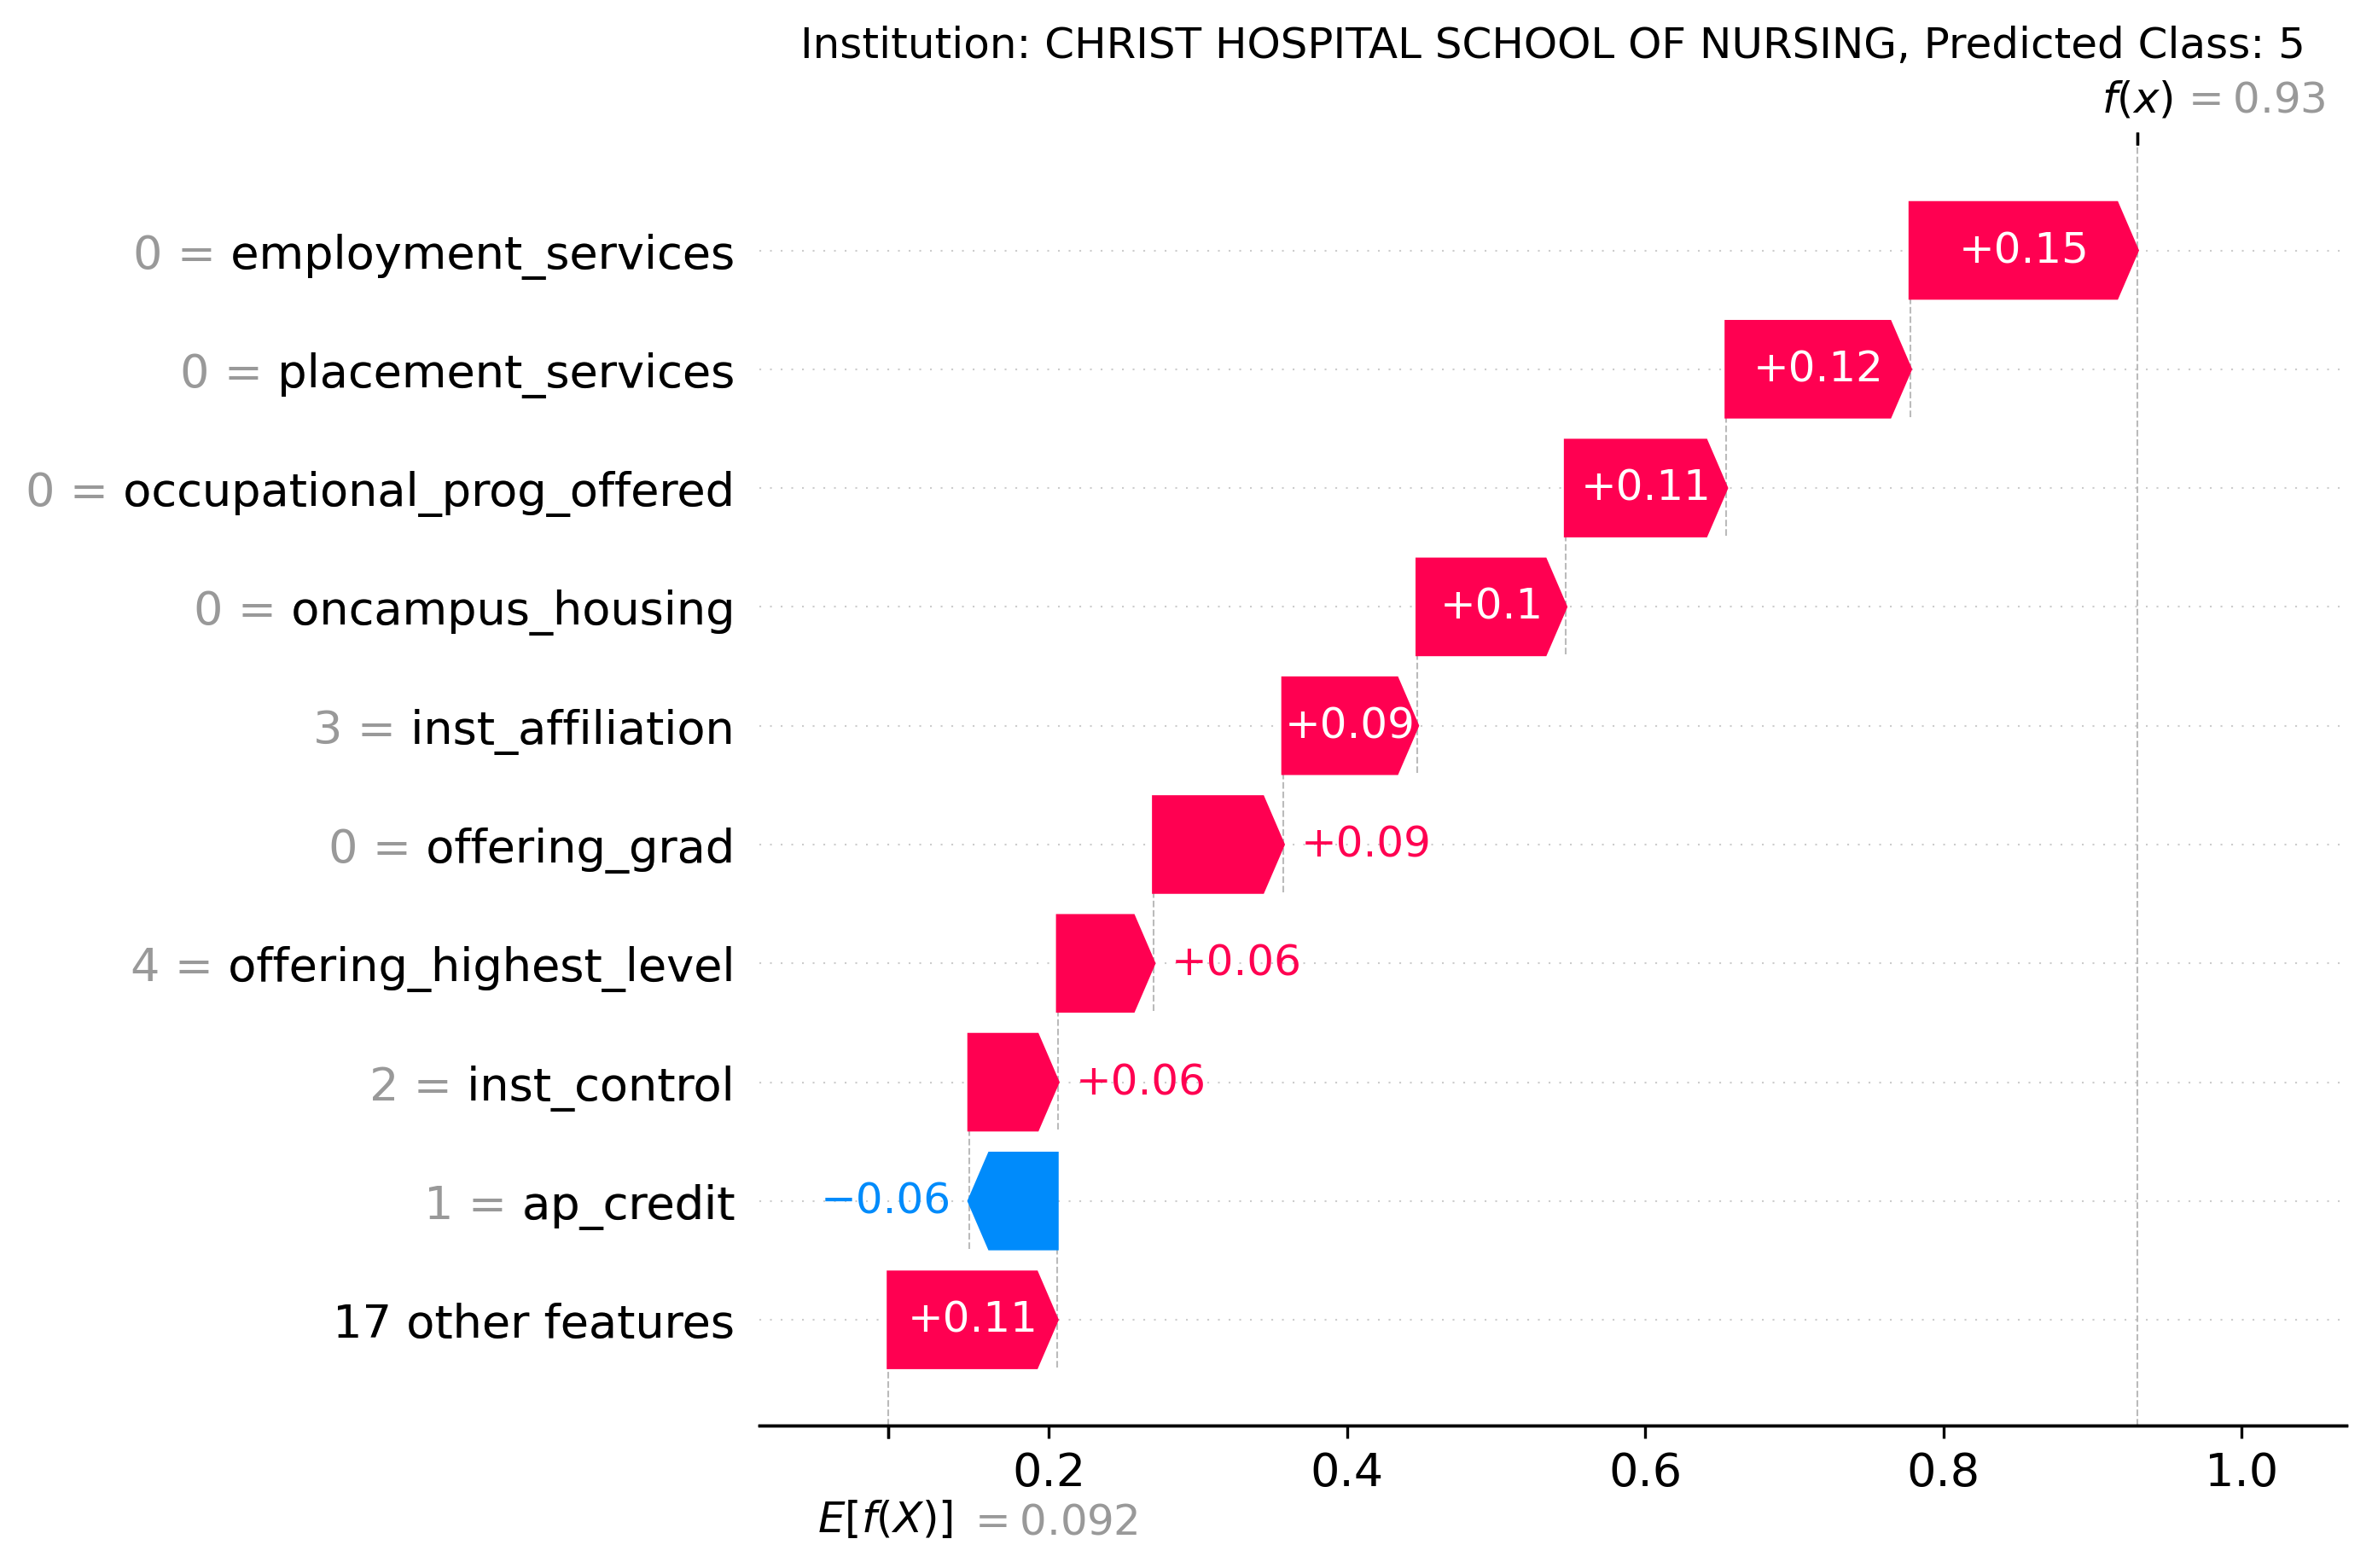 Institution: CHRIST HOSPITAL SCHOOL OF NURSING, Predicted Class: 5
f(x) = 0.93
0 = employment_services +0.15
0 = placement_services +0.12
0 = occupational_prog_offered +0.11
0 = oncampus_housing +0.1
3 = inst_affiliation +0.09
0 = offering_grad +0.09
4 = offering_highest_level +0.06
2 = inst_control +0.06
1 = ap_credit −0.06
17 other features +0.11
0.2 0.4 0.6 0.8 1.0
E[f(X)] = 0.092